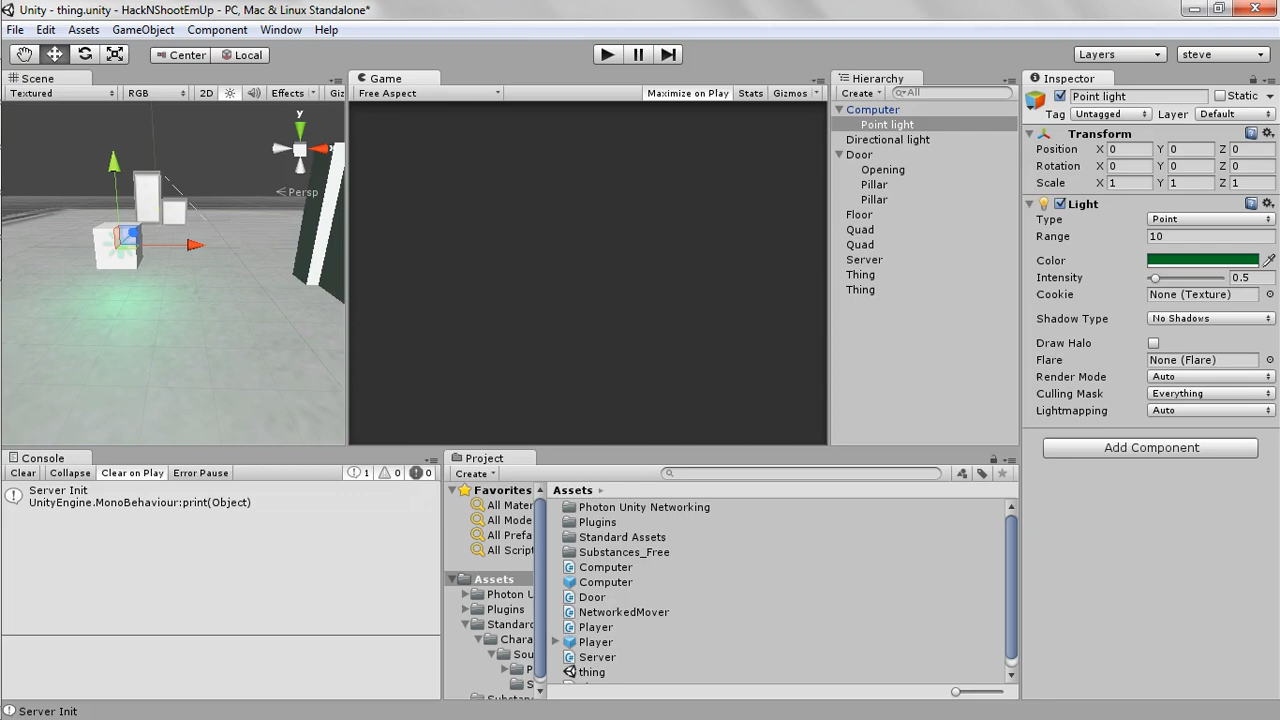 Unity - thing.unity - HackNShootEmUp - PC, Mac & Linux Standalone*
File Edit Assets GameObject Component Window Help
Center Local Layers steve
Scene
Textured RGB 2D Effects Giz
y
x
Persp
Game
Free Aspect Maximize on Play Stats Gizmos
Hierarchy
Create All
Computer
Point light
Directional light
Door
Opening
Pillar
Pillar
Floor
Quad
Quad
Server
Thing
Thing
Inspector
Point light Static
Tag Untagged Layer Default
Transform
Position X 0 Y 0 Z 0
Rotation X 0 Y 0 Z 0
Scale X 1 Y 1 Z 1
Light
Type Point
Range 10
Color
Intensity 0.5
Cookie None (Texture)
Shadow Type No Shadows
Draw Halo
Flare None (Flare)
Render Mode Auto
Culling Mask Everything
Lightmapping Auto
Add Component
Console
Clear Collapse Clear on Play Error Pause 1 0 0
Server Init
UnityEngine.MonoBehaviour:print(Object)
Project
Create
Favorites
All Mater
All Mode
All Prefa
All Script
Assets
Photon U
Plugins
Standard
Chara
Sou
P
S
Assets
Photon Unity Networking
Plugins
Standard Assets
Substances_Free
Computer
Computer
Door
NetworkedMover
Player
Player
Server
thing
Server Init